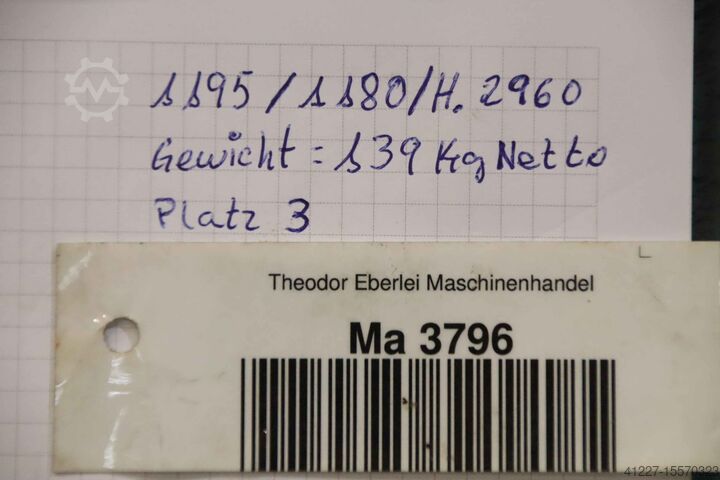 1195/1180/H. 2960
Gewicht = 139 Kg Netto
Platz 3
Theodor Eberlei Maschinenhandel
Ma 3796
41227-15570323